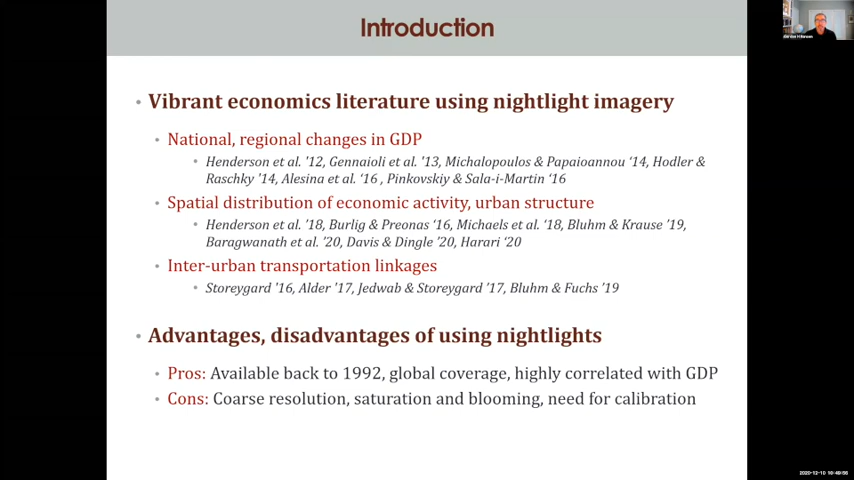 Introduction
• Vibrant economics literature using nightlight imagery
• National, regional changes in GDP
• Henderson et al. '12, Gennaioli et al. '13, Michalopoulos & Papaioannou ‘14, Hodler &
Raschky '14, Alesina et al. ‘16 , Pinkovskiy & Sala-i-Martin ‘16
• Spatial distribution of economic activity, urban structure
• Henderson et al. ’18, Burlig & Preonas ‘16, Michaels et al. ‘18, Bluhm & Krause ’19,
Baragwanath et al. ’20, Davis & Dingle ’20, Harari ‘20
• Inter-urban transportation linkages
• Storeygard '16, Alder ’17, Jedwab & Storeygard ’17, Bluhm & Fuchs ’19
• Advantages, disadvantages of using nightlights
• Pros: Available back to 1992, global coverage, highly correlated with GDP
• Cons: Coarse resolution, saturation and blooming, need for calibration